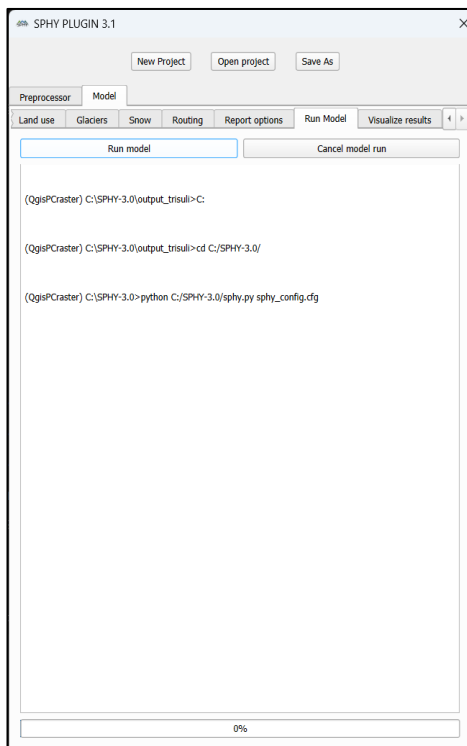 SPHY PLUGIN 3.1
New Project Open project Save As
Preprocessor Model
Land use Glaciers Snow Routing Report options Run Model Visualize results
Run model Cancel model run
(QgisPCraster) C:\SPHY-3.0\output_trisuli>C:
(QgisPCraster) C:\SPHY-3.0\output_trisuli>cd C:/SPHY-3.0/
(QgisPCraster) C:\SPHY-3.0>python C:/SPHY-3.0/sphy.py sphy_config.cfg
0%